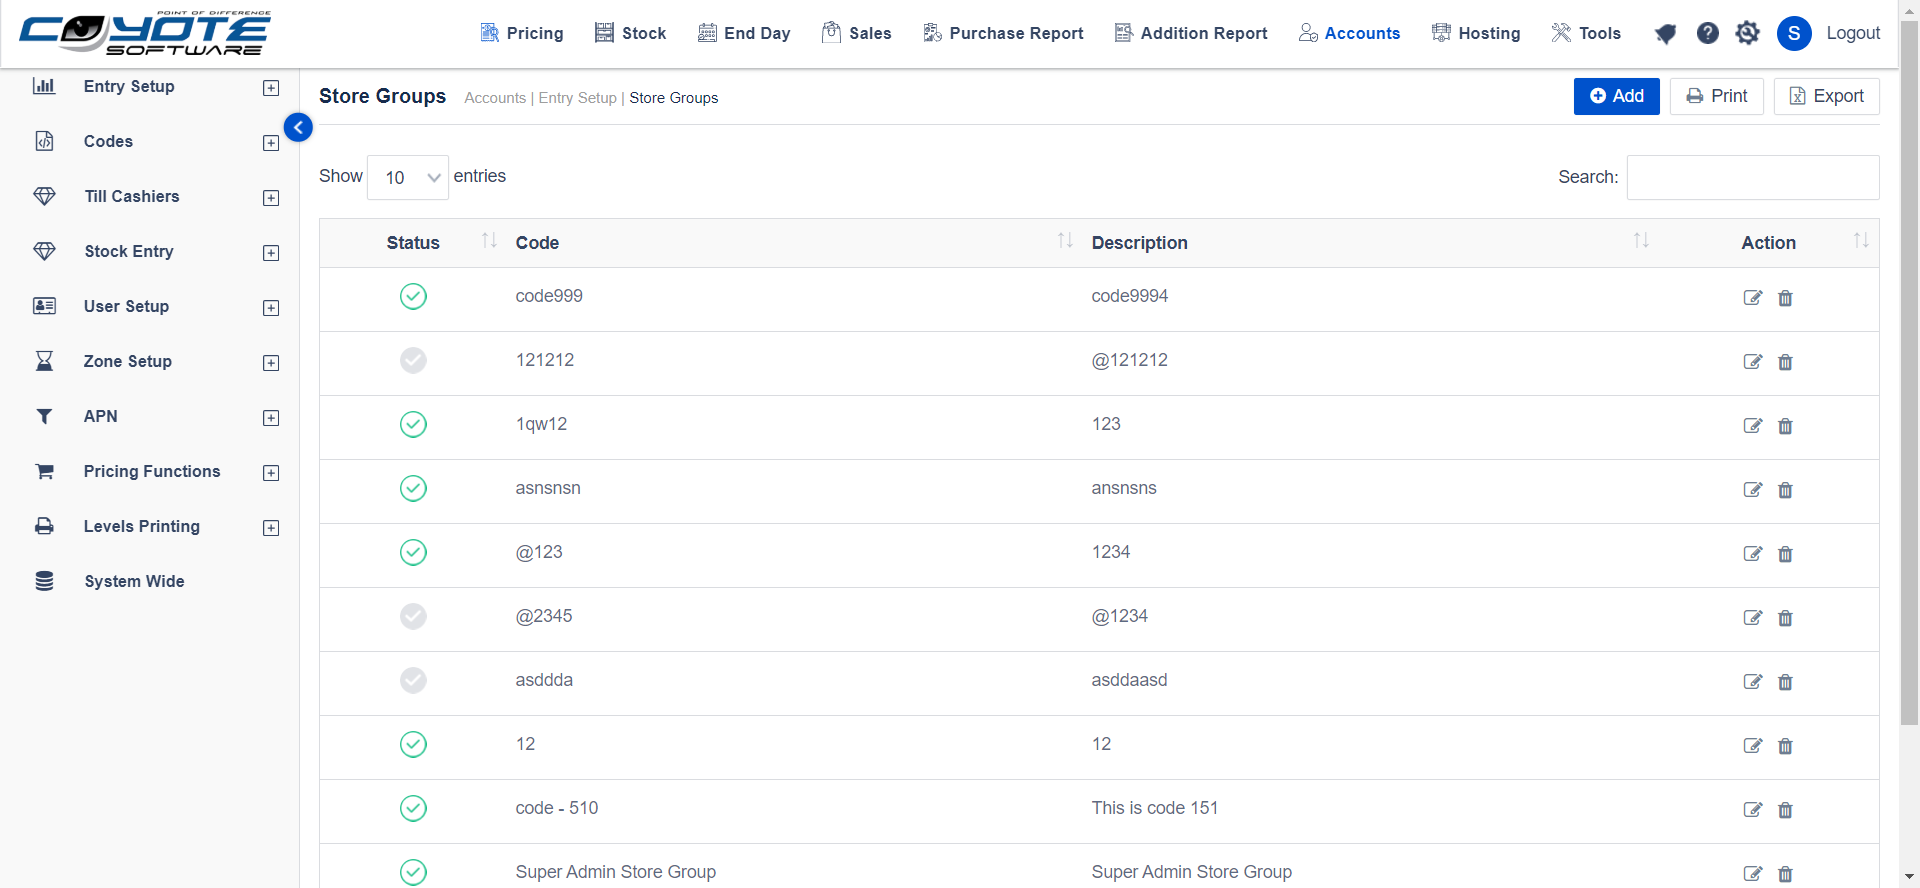 POINT OF DIFFERENCE
COYOTE
SOFTWARE
Pricing
Stock
End Day
Sales
Purchase Report
Addition Report
Accounts
Hosting
Tools
S
Logout
Entry Setup
Codes
Till Cashiers
Stock Entry
User Setup
Zone Setup
APN
Pricing Functions
Levels Printing
System Wide
Store Groups
Accounts | Entry Setup | Store Groups
Add
Print
Export
Show 10 entries
Search:
Status Code Description Action
code999 code9994
121212 @121212
1qw12 123
asnsnsn ansnsns
@123 1234
@2345 @1234
asddda asddaasd
12 12
code - 510 This is code 151
Super Admin Store Group Super Admin Store Group